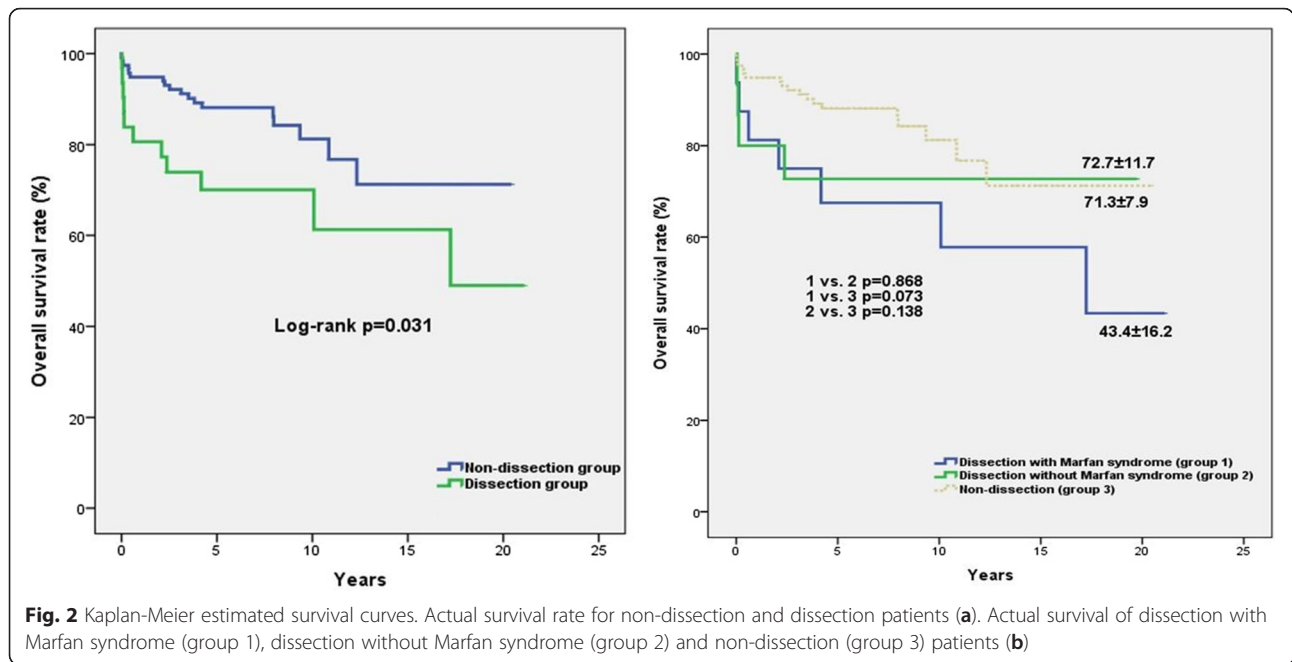 100
80
60
40
20
0
Overall survival rate (%)
Log-rank p=0.031
Non-dissection group
Dissection group
0 5 10 15 20 25
Years
100
80
60
40
20
0
Overall survival rate (%)
72.7±11.7
71.3±7.9
1 vs. 2 p=0.868
1 vs. 3 p=0.073
2 vs. 3 p=0.138
43.4±16.2
Dissection with Marfan syndrome (group 1)
Dissection without Marfan syndrome (group 2)
Non-dissection (group 3)
0 5 10 15 20 25
Years
Fig. 2 Kaplan-Meier estimated survival curves. Actual survival rate for non-dissection and dissection patients (a). Actual survival of dissection with
Marfan syndrome (group 1), dissection without Marfan syndrome (group 2) and non-dissection (group 3) patients (b)